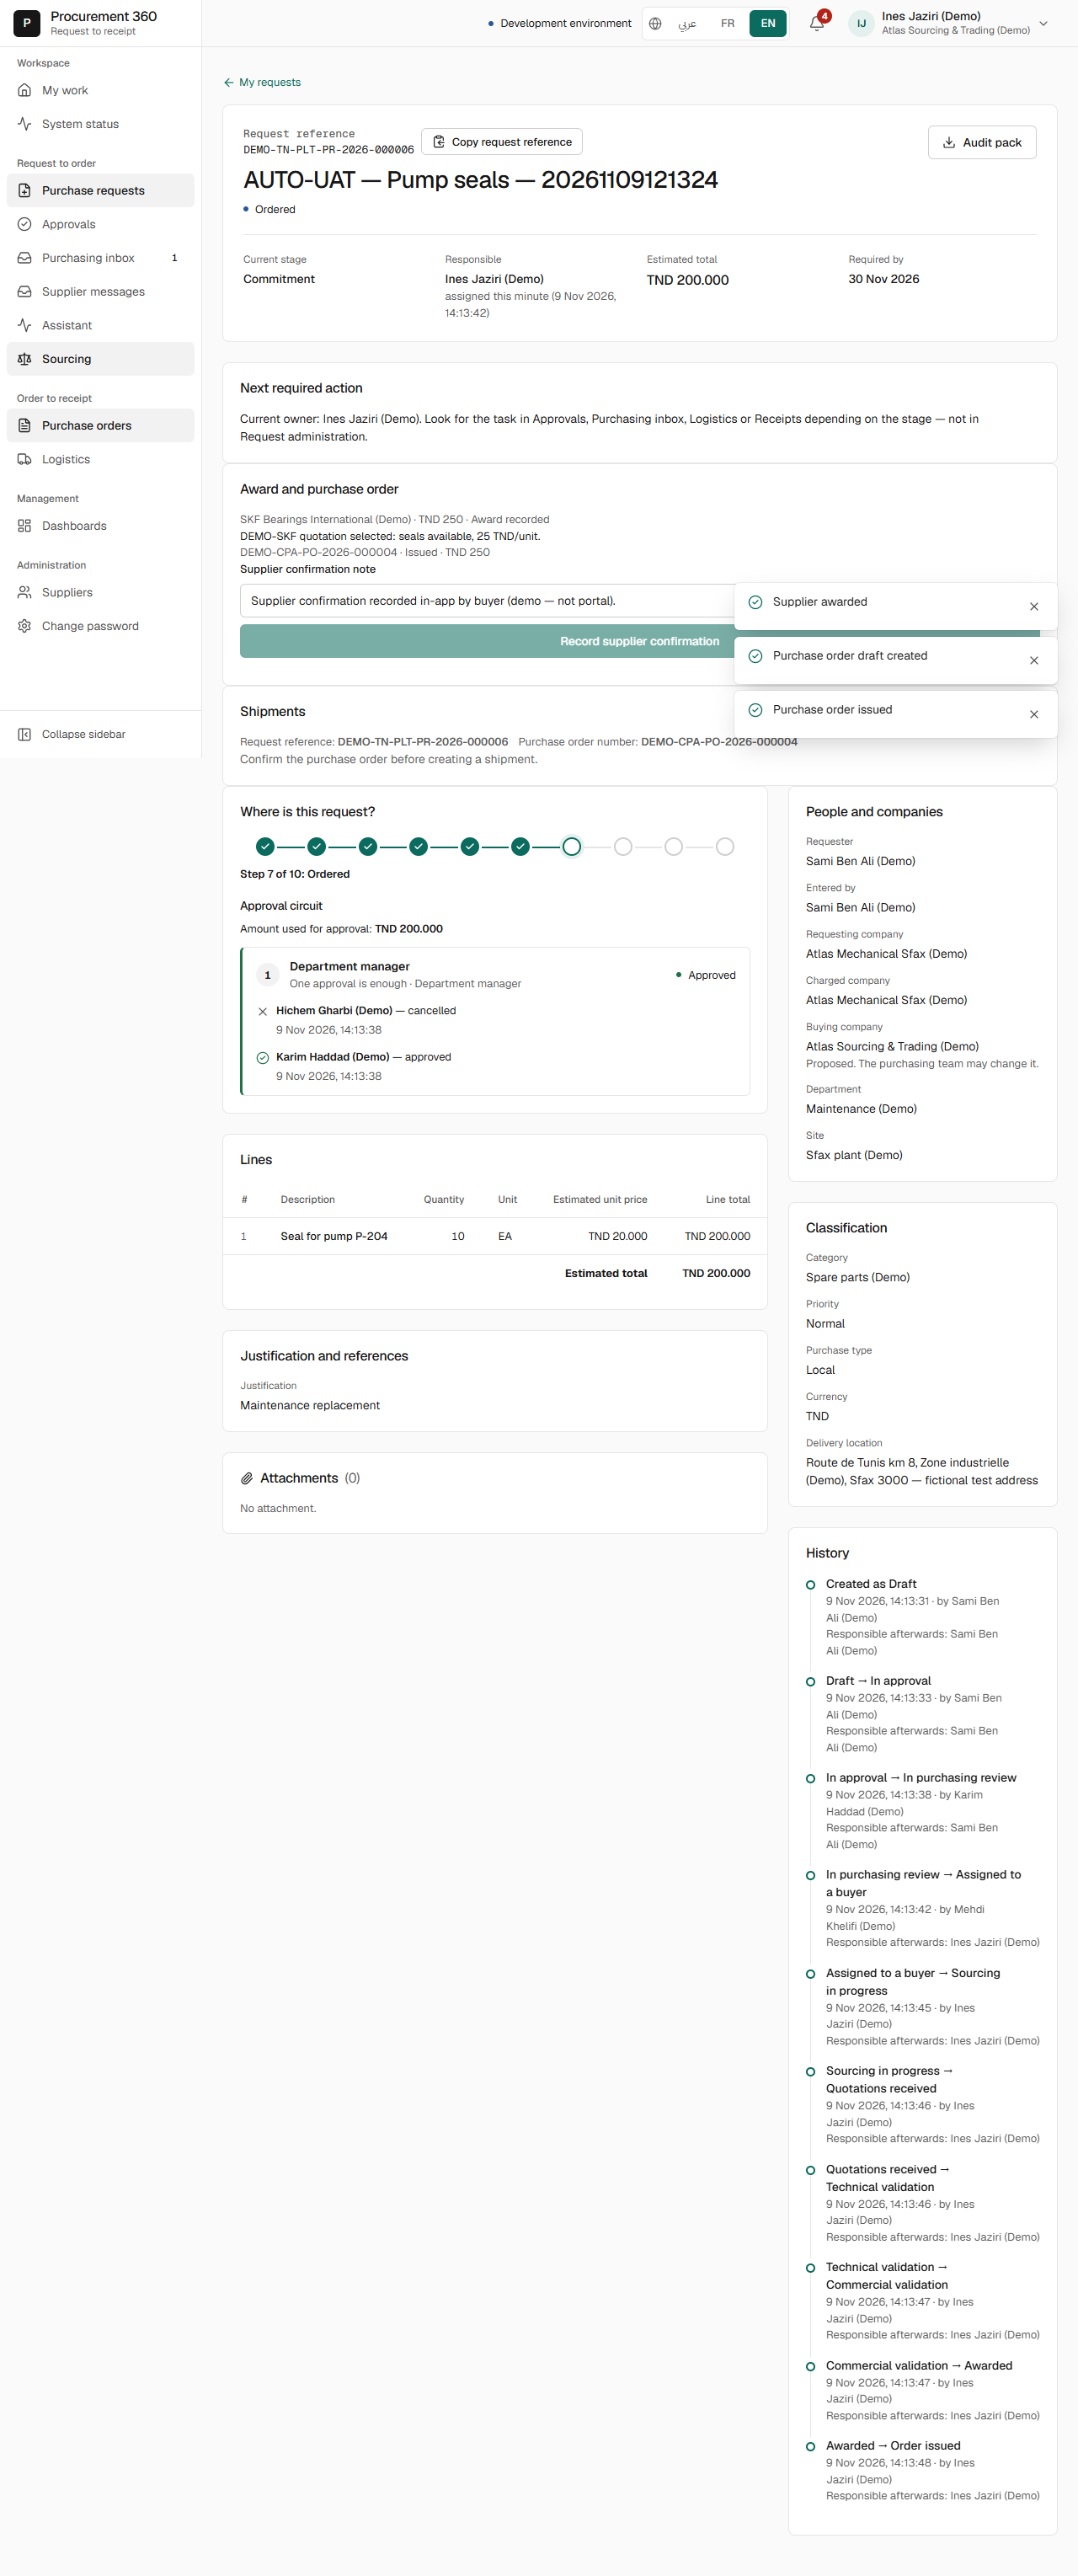 P
Procurement 360
Request to receipt
Development environment
عربي
FR
EN
4
IJ
Ines Jaziri (Demo)
Atlas Sourcing & Trading (Demo)
Workspace
My work
System status
Request to order
Purchase requests
Approvals
Purchasing inbox 1
Supplier messages
Assistant
Sourcing
Order to receipt
Purchase orders
Logistics
Management
Dashboards
Administration
Suppliers
Change password
Collapse sidebar
My requests
Request reference
DEMO-TN-PLT-PR-2026-000006
Copy request reference
Audit pack
AUTO-UAT — Pump seals — 20261109121324
Ordered
Current stage
Commitment
Responsible
Ines Jaziri (Demo)
assigned this minute (9 Nov 2026,
14:13:42)
Estimated total
TND 200.000
Required by
30 Nov 2026
Next required action
Current owner: Ines Jaziri (Demo). Look for the task in Approvals, Purchasing inbox, Logistics or Receipts depending on the stage — not in
Request administration.
Award and purchase order
SKF Bearings International (Demo) · TND 250 · Award recorded
DEMO-SKF quotation selected: seals available, 25 TND/unit.
DEMO-CPA-PO-2026-000004 · Issued · TND 250
Supplier confirmation note
Supplier confirmation recorded in-app by buyer (demo — not portal).
Record supplier confirmation
Supplier awarded
Purchase order draft created
Purchase order issued
Shipments
Request reference: DEMO-TN-PLT-PR-2026-000006 Purchase order number: DEMO-CPA-PO-2026-000004
Confirm the purchase order before creating a shipment.
Where is this request?
Step 7 of 10: Ordered
Approval circuit
Amount used for approval: TND 200.000
1
Department manager
One approval is enough · Department manager
Approved
Hichem Gharbi (Demo) — cancelled
9 Nov 2026, 14:13:38
Karim Haddad (Demo) — approved
9 Nov 2026, 14:13:38
Lines
# Description Quantity Unit Estimated unit price Line total
1 Seal for pump P-204 10 EA TND 20.000 TND 200.000
Estimated total TND 200.000
Justification and references
Justification
Maintenance replacement
Attachments (0)
No attachment.
People and companies
Requester
Sami Ben Ali (Demo)
Entered by
Sami Ben Ali (Demo)
Requesting company
Atlas Mechanical Sfax (Demo)
Charged company
Atlas Mechanical Sfax (Demo)
Buying company
Atlas Sourcing & Trading (Demo)
Proposed. The purchasing team may change it.
Department
Maintenance (Demo)
Site
Sfax plant (Demo)
Classification
Category
Spare parts (Demo)
Priority
Normal
Purchase type
Local
Currency
TND
Delivery location
Route de Tunis km 8, Zone industrielle
(Demo), Sfax 3000 — fictional test address
History
Created as Draft
9 Nov 2026, 14:13:31 · by Sami Ben
Ali (Demo)
Responsible afterwards: Sami Ben
Ali (Demo)
Draft → In approval
9 Nov 2026, 14:13:33 · by Sami Ben
Ali (Demo)
Responsible afterwards: Sami Ben
Ali (Demo)
In approval → In purchasing review
9 Nov 2026, 14:13:38 · by Karim
Haddad (Demo)
Responsible afterwards: Sami Ben
Ali (Demo)
In purchasing review → Assigned to
a buyer
9 Nov 2026, 14:13:42 · by Mehdi
Khelifi (Demo)
Responsible afterwards: Ines Jaziri (Demo)
Assigned to a buyer → Sourcing
in progress
9 Nov 2026, 14:13:45 · by Ines
Jaziri (Demo)
Responsible afterwards: Ines Jaziri (Demo)
Sourcing in progress →
Quotations received
9 Nov 2026, 14:13:46 · by Ines
Jaziri (Demo)
Responsible afterwards: Ines Jaziri (Demo)
Quotations received →
Technical validation
9 Nov 2026, 14:13:46 · by Ines
Jaziri (Demo)
Responsible afterwards: Ines Jaziri (Demo)
Technical validation →
Commercial validation
9 Nov 2026, 14:13:47 · by Ines
Jaziri (Demo)
Responsible afterwards: Ines Jaziri (Demo)
Commercial validation → Awarded
9 Nov 2026, 14:13:47 · by Ines
Jaziri (Demo)
Responsible afterwards: Ines Jaziri (Demo)
Awarded → Order issued
9 Nov 2026, 14:13:48 · by Ines
Jaziri (Demo)
Responsible afterwards: Ines Jaziri (Demo)